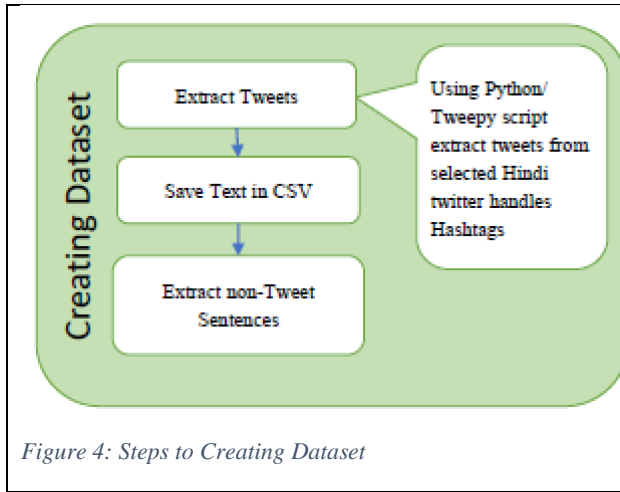 Creating Dataset
Extract Tweets
Save Text in CSV
Extract non-Tweet
Sentences
Using Python/
Tweepy script
extract tweets from
selected Hindi
twitter handles
Hashtags
Figure 4: Steps to Creating Dataset